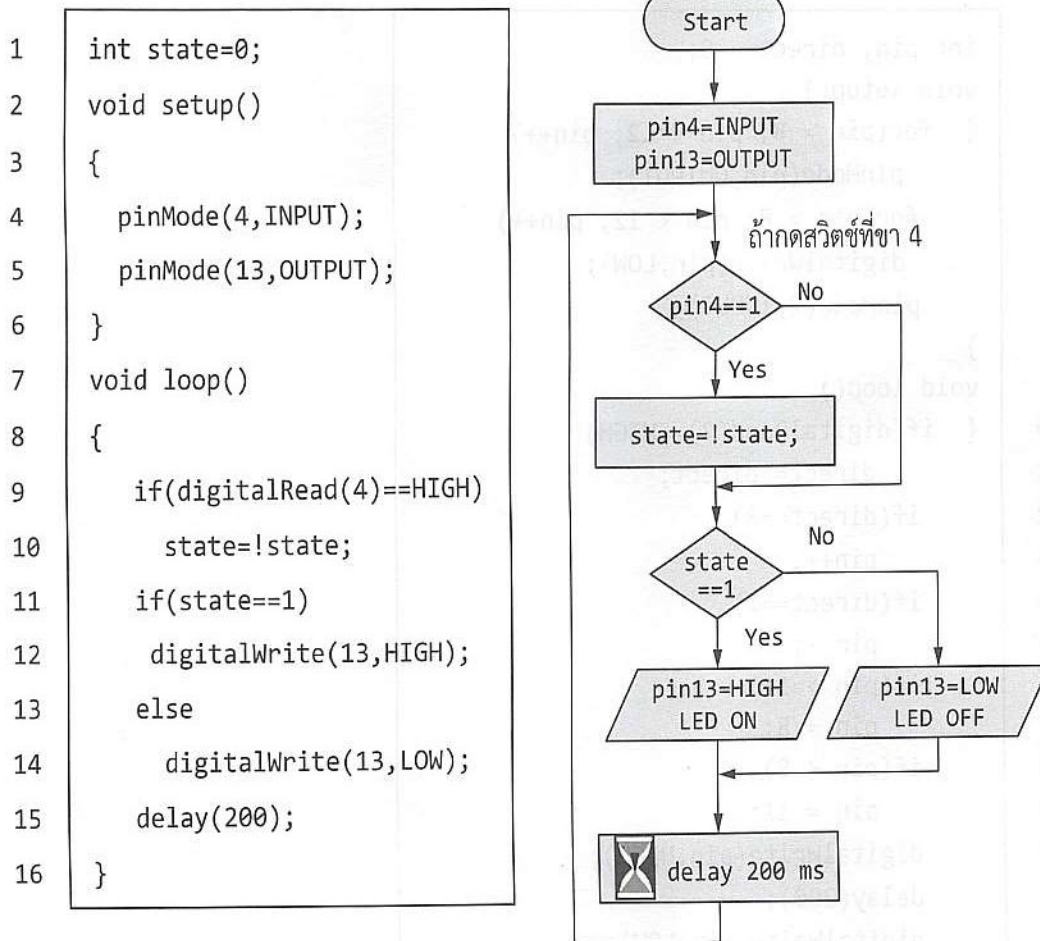 1 int state=0;
2 void setup()
3 {
4 pinMode(4,INPUT);
5 pinMode(13,OUTPUT);
6 }
7 void loop()
8 {
9 if(digitalRead(4)==HIGH)
10 state=!state;
11 if(state==1)
12 digitalWrite(13,HIGH);
13 else
14 digitalWrite(13,LOW);
15 delay(200);
16 }
Start
pin4=INPUT
pin13=OUTPUT
ถ้ากดสวิตช์ที่ขา 4
pin4==1
No
Yes
state=!state;
state
==1
No
Yes
pin13=HIGH
LED ON
pin13=LOW
LED OFF
delay 200 ms